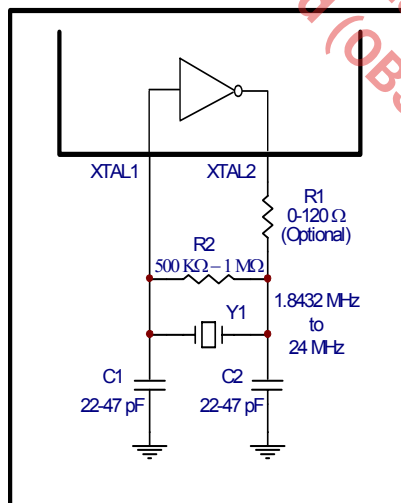 d (OBS
XTAL1 XTAL2
R1
0-120 Ω
(Optional)
R2
500 KΩ – 1 MΩ
Y1
1.8432 MHz
to
24 MHz
C1
22-47 pF
C2
22-47 pF